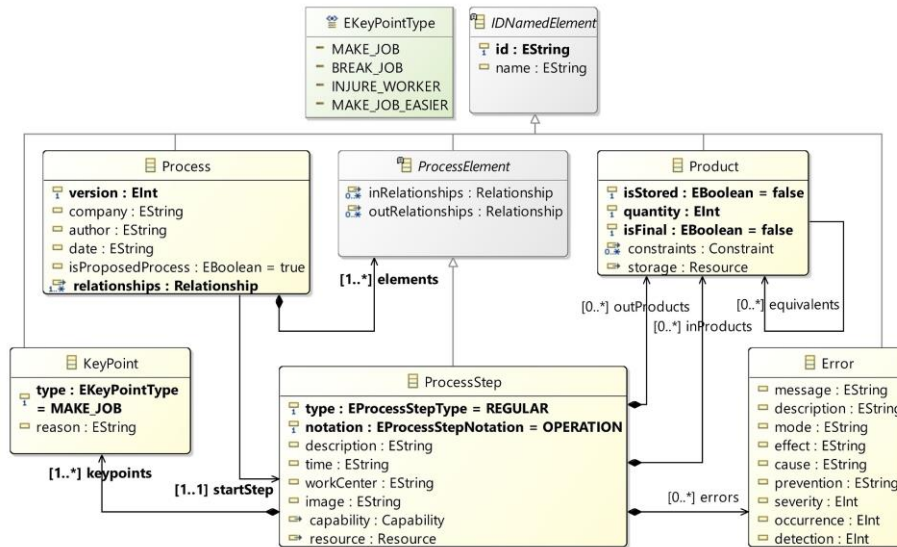 EKeyPointType
MAKE_JOB
BREAK_JOB
INJURE_WORKER
MAKE_JOB_EASIER
IDNamedElement
id : EString
name : EString
Process
version : EInt
company : EString
author : EString
date : EString
isProposedProcess : EBoolean = true
relationships : Relationship
ProcessElement
inRelationships : Relationship
outRelationships : Relationship
Product
isStored : EBoolean = false
quantity : EInt
isFinal : EBoolean = false
constraints : Constraint
storage : Resource
[1..*] elements
[0..*] outProducts
[0..*] equivalents
[0..*] inProducts
KeyPoint
type : EKeyPointType
= MAKE_JOB
reason : EString
[1..*] keypoints
[1..1] startStep
ProcessStep
type : EProcessStepType = REGULAR
notation : EProcessStepNotation = OPERATION
description : EString
time : EString
workCenter : EString
image : EString
capability : Capability
resource : Resource
[0..*] errors
Error
message : EString
description : EString
mode : EString
effect : EString
cause : EString
prevention : EString
severity : EInt
occurrence : EInt
detection : EInt